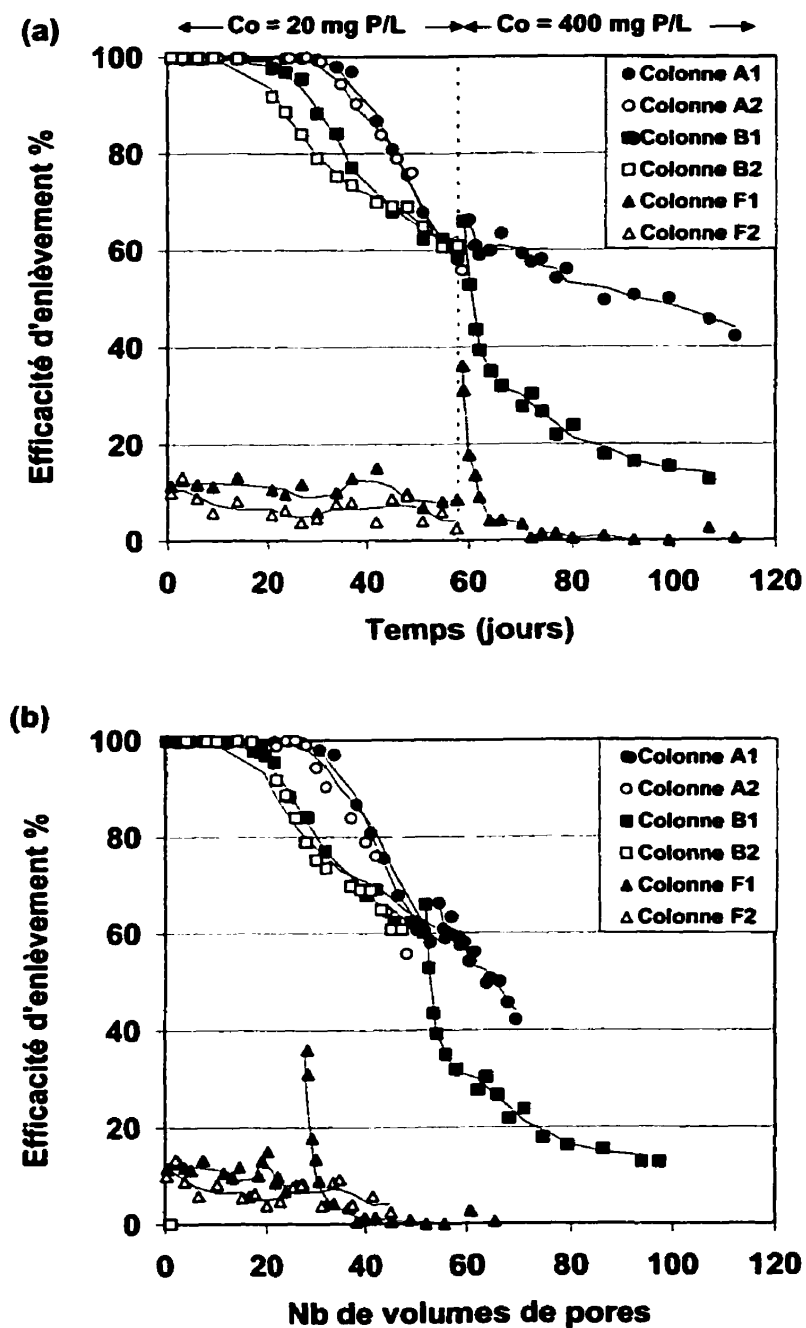 (a)
Co = 20 mg P/L
Co = 400 mg P/L
100
80
60
40
20
0
Efficacité d'enlèvement %
Colonne A1
Colonne A2
Colonne B1
Colonne B2
Colonne F1
Colonne F2
0 20 40 60 80 100 120
Temps (jours)
(b)
100
80
60
40
20
0
Efficacité d'enlèvement %
Colonne A1
Colonne A2
Colonne B1
Colonne B2
Colonne F1
Colonne F2
0 20 40 60 80 100 120
Nb de volumes de pores